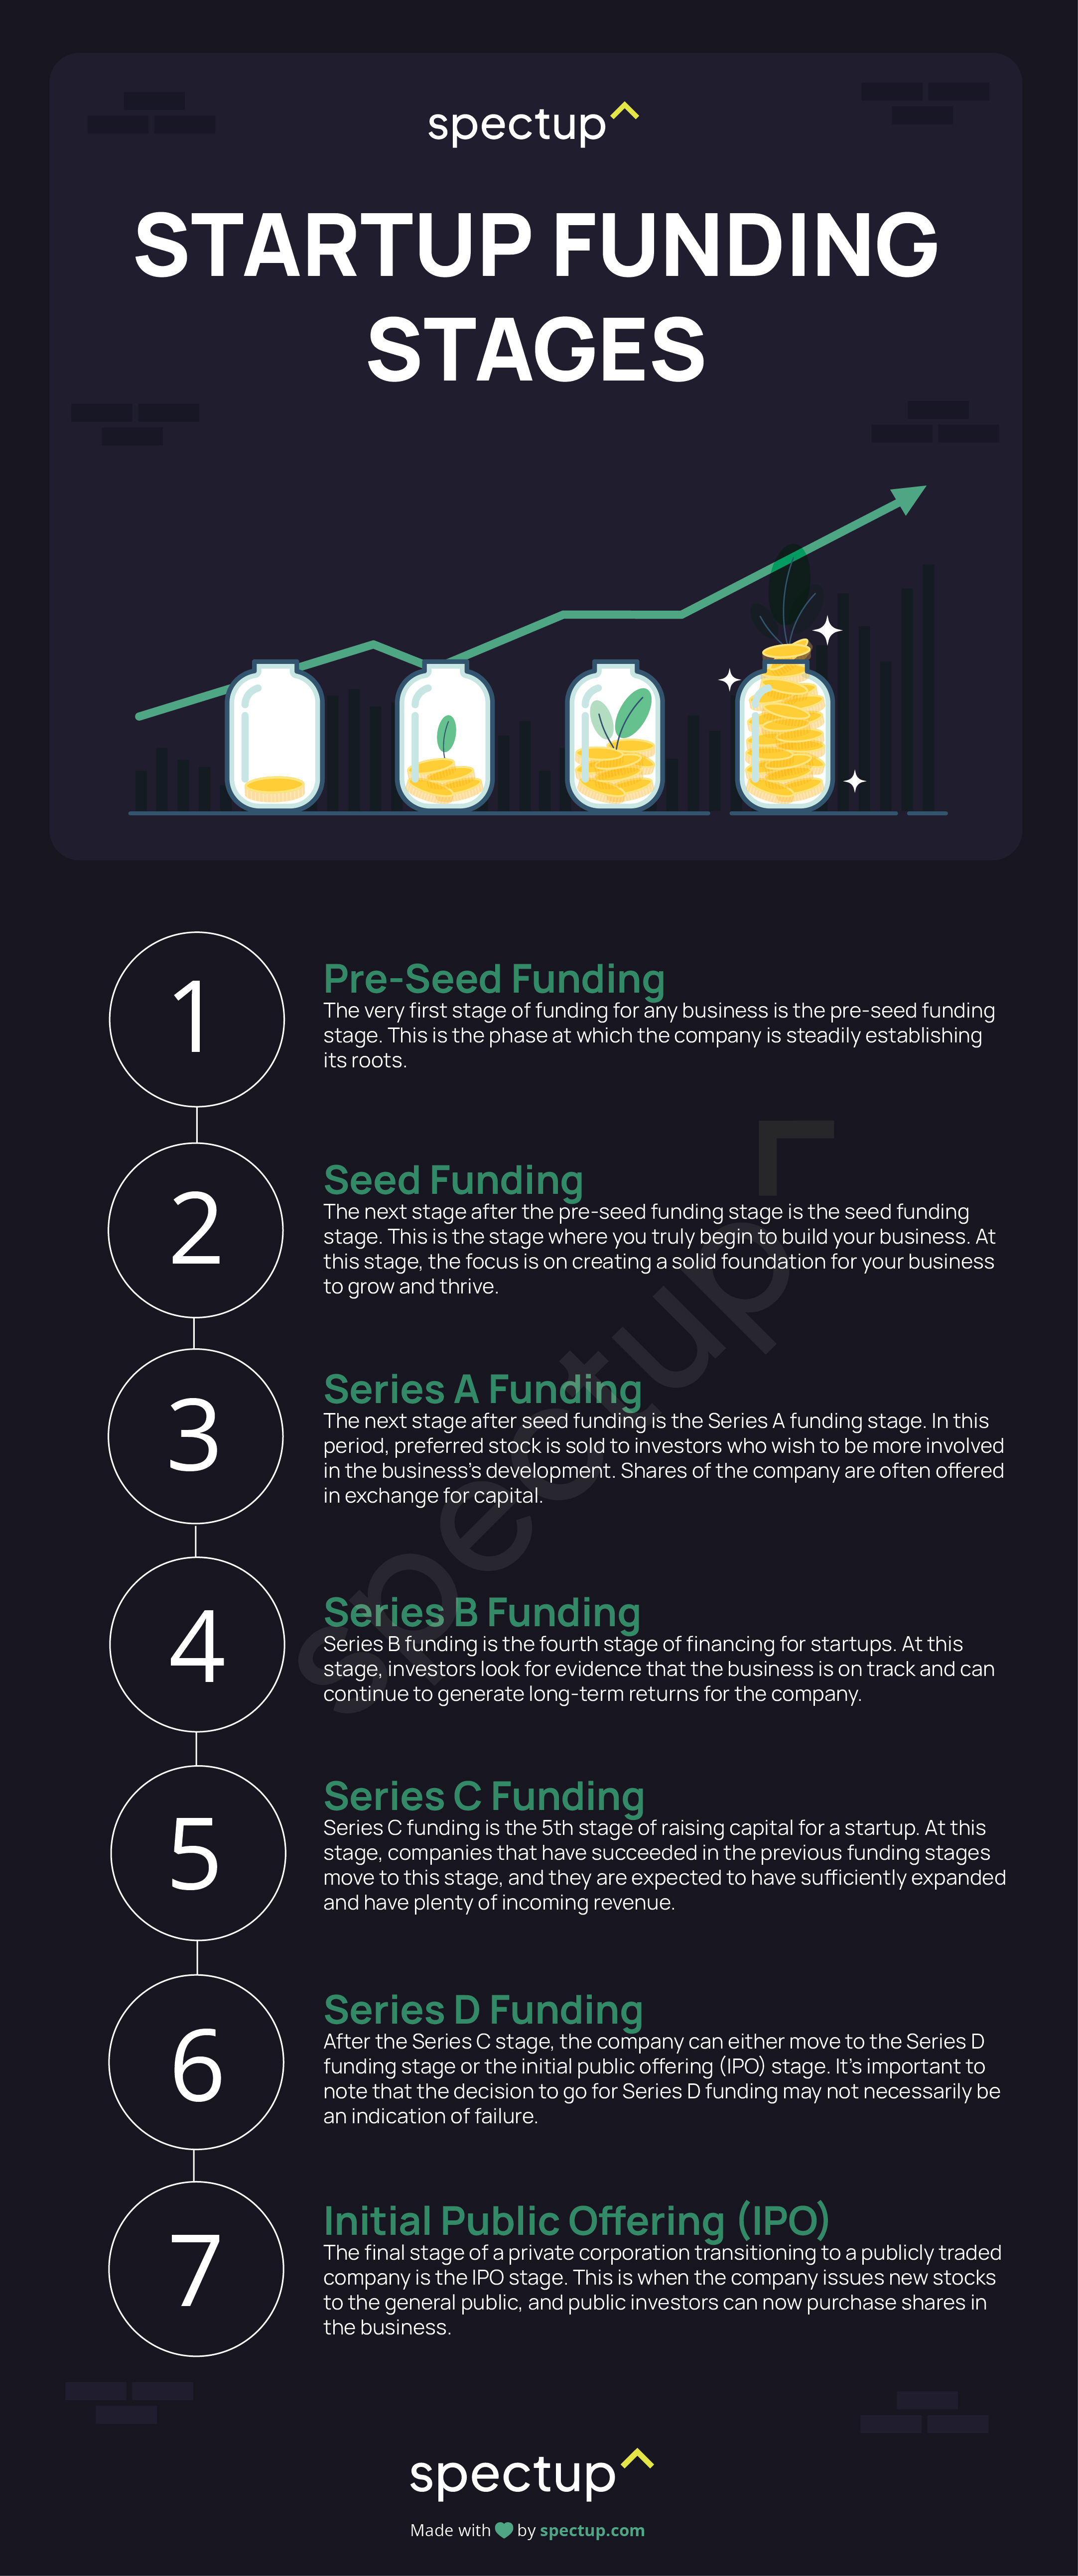 spectup
STARTUP FUNDING
STAGES
1
Pre-Seed Funding
The very first stage of funding for any business is the pre-seed funding
stage. This is the phase at which the company is steadily establishing
its roots.
2
Seed Funding
The next stage after the pre-seed funding stage is the seed funding
stage. This is the stage where you truly begin to build your business. At
this stage, the focus is on creating a solid foundation for your business
to grow and thrive.
3
Series A Funding
The next stage after seed funding is the Series A funding stage. In this
period, preferred stock is sold to investors who wish to be more involved
in the business's development. Shares of the company are often offered
in exchange for capital.
4
Series B Funding
Series B funding is the fourth stage of financing for startups. At this
stage, investors look for evidence that the business is on track and can
continue to generate long-term returns for the company.
5
Series C Funding
Series C funding is the 5th stage of raising capital for a startup. At this
stage, companies that have succeeded in the previous funding stages
move to this stage, and they are expected to have sufficiently expanded
and have plenty of incoming revenue.
6
Series D Funding
After the Series C stage, the company can either move to the Series D
funding stage or the initial public offering (IPO) stage. It's important to
note that the decision to go for Series D funding may not necessarily be
an indication of failure.
7
Initial Public Offering (IPO)
The final stage of a private corporation transitioning to a publicly traded
company is the IPO stage. This is when the company issues new stocks
to the general public, and public investors can now purchase shares in
the business.
spectup
spectup
Made with by spectup.com